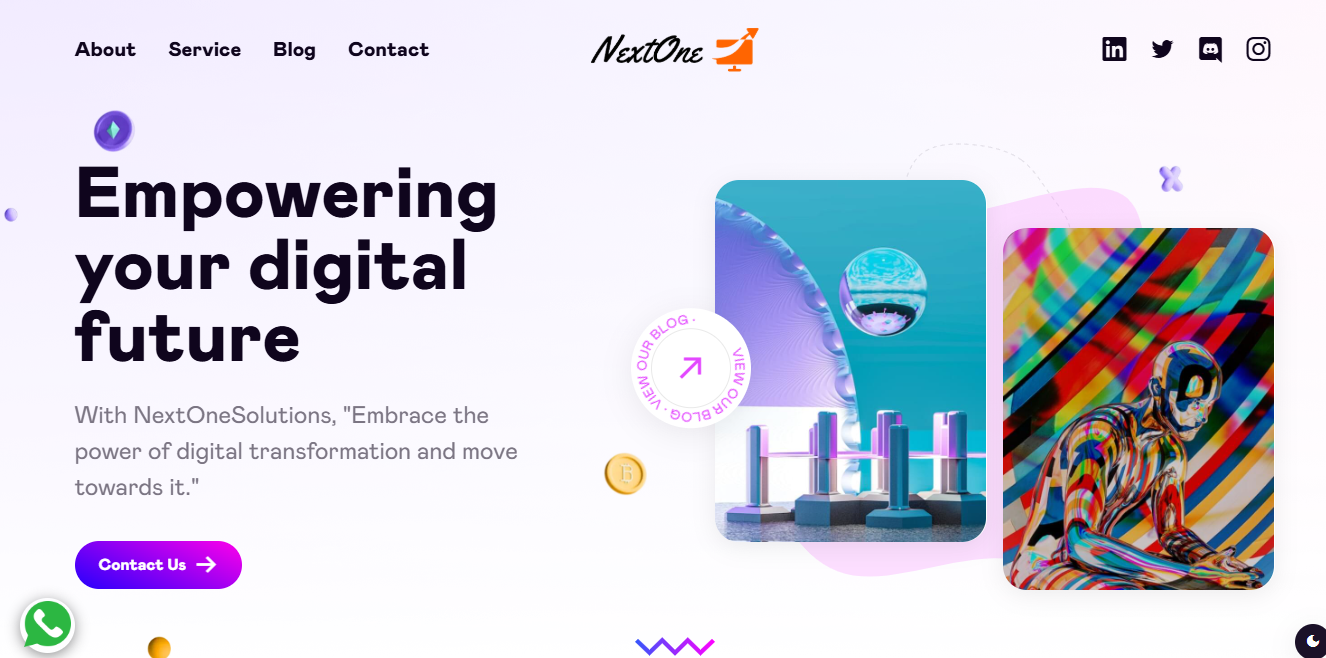 About Service Blog Contact
NextOne
Empowering
your digital
future
With NextOneSolutions, "Embrace the
power of digital transformation and move
towards it."
VIEW OUR BLOG · VIEW OUR BLOG ·
B
Contact Us